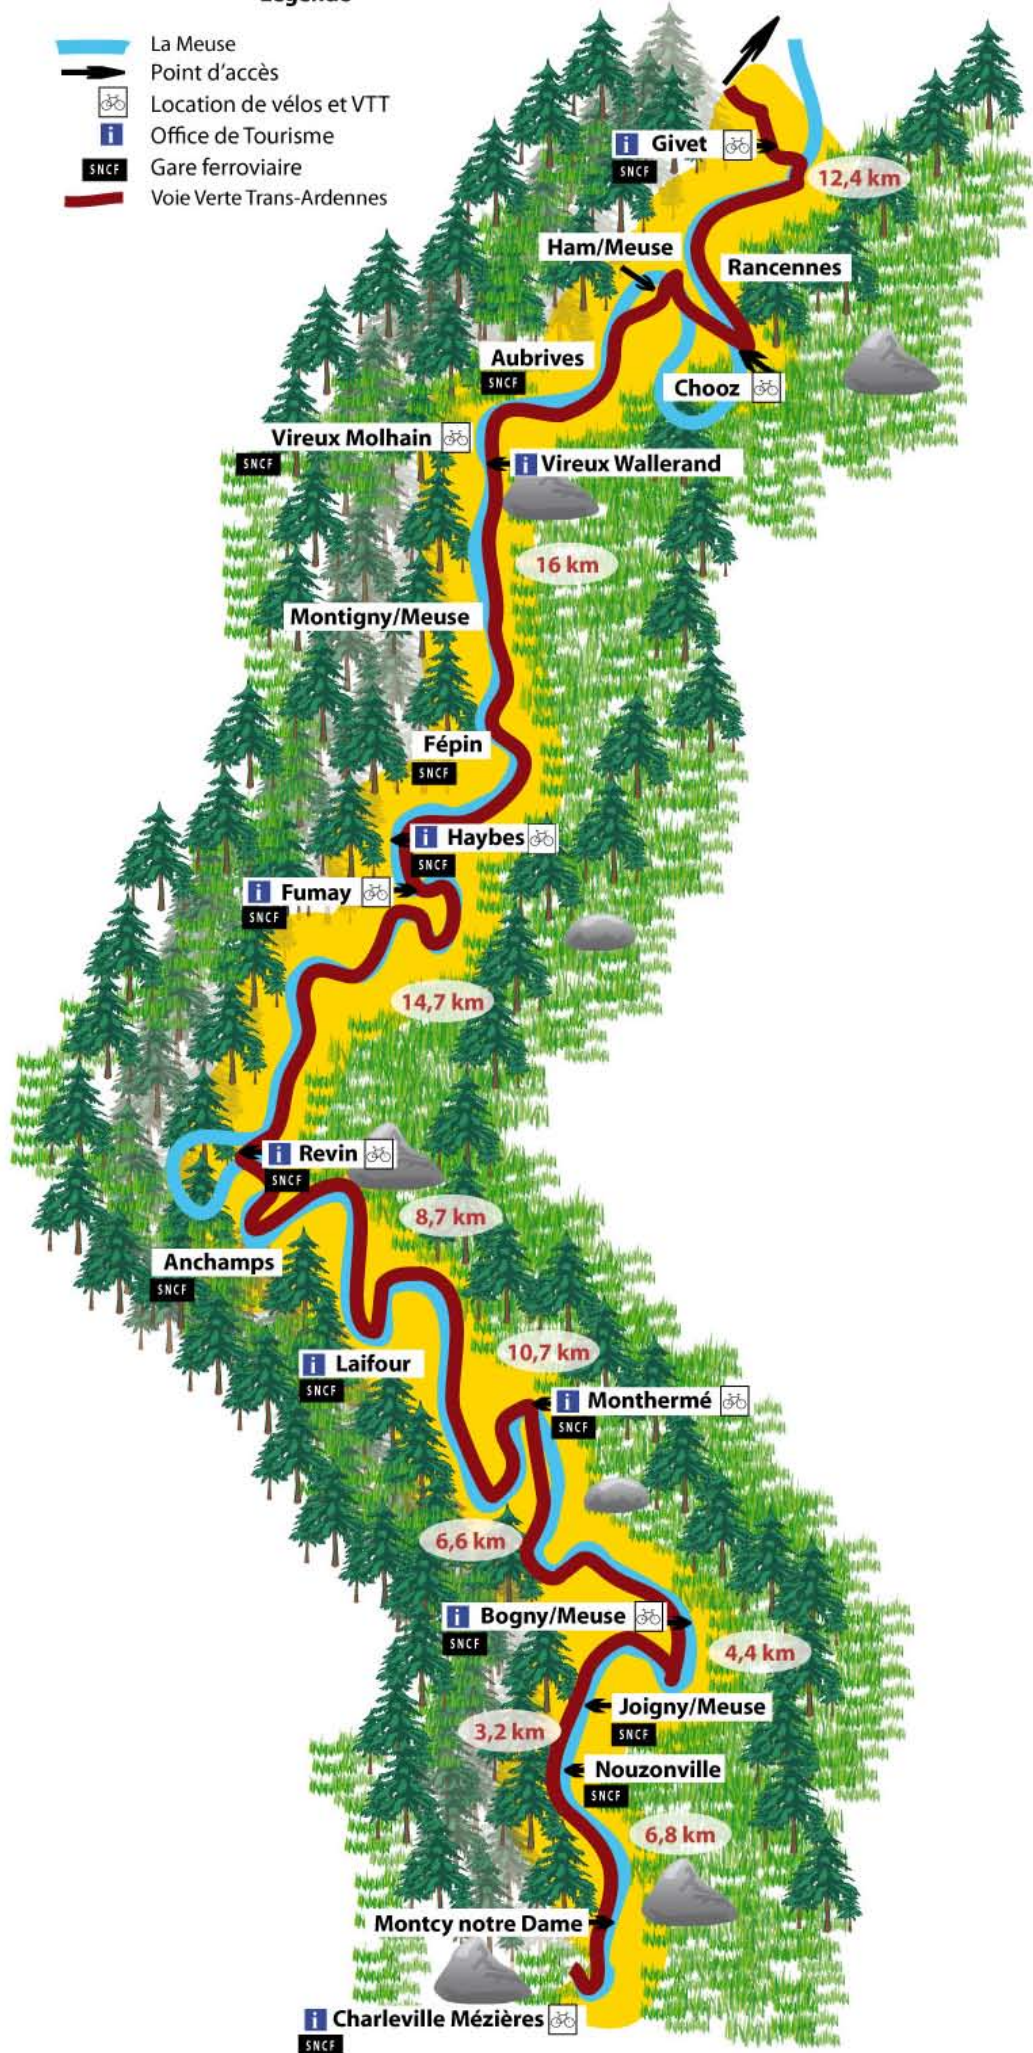 Légende
La Meuse
Point d'accès
Location de vélos et VTT
i Office de Tourisme
SNCF Gare ferroviaire
Voie Verte Trans-Ardennes
i Givet
SNCF
12,4 km
Ham/Meuse
Rancennes
Aubrives
SNCF
Chooz
Vireux Molhain
SNCF
i Vireux Wallerand
16 km
Montigny/Meuse
Fépin
SNCF
i Haybes
SNCF
i Fumay
SNCF
14,7 km
i Revin
SNCF
8,7 km
Anchamps
SNCF
10,7 km
i Laifour
SNCF
i Monthermé
SNCF
6,6 km
i Bogny/Meuse
SNCF
4,4 km
Joigny/Meuse
SNCF
3,2 km
Nouzonville
SNCF
6,8 km
Montcy notre Dame
i Charleville Mézières
SNCF